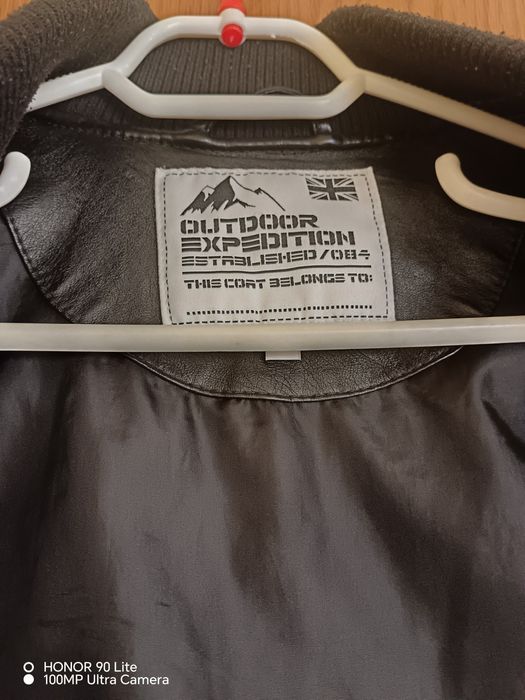 OUTDOOR
EXPEDITION
ESTABLISHED/084
THIS COAT BELONGS TO:
HONOR 90 Lite
100MP Ultra Camera